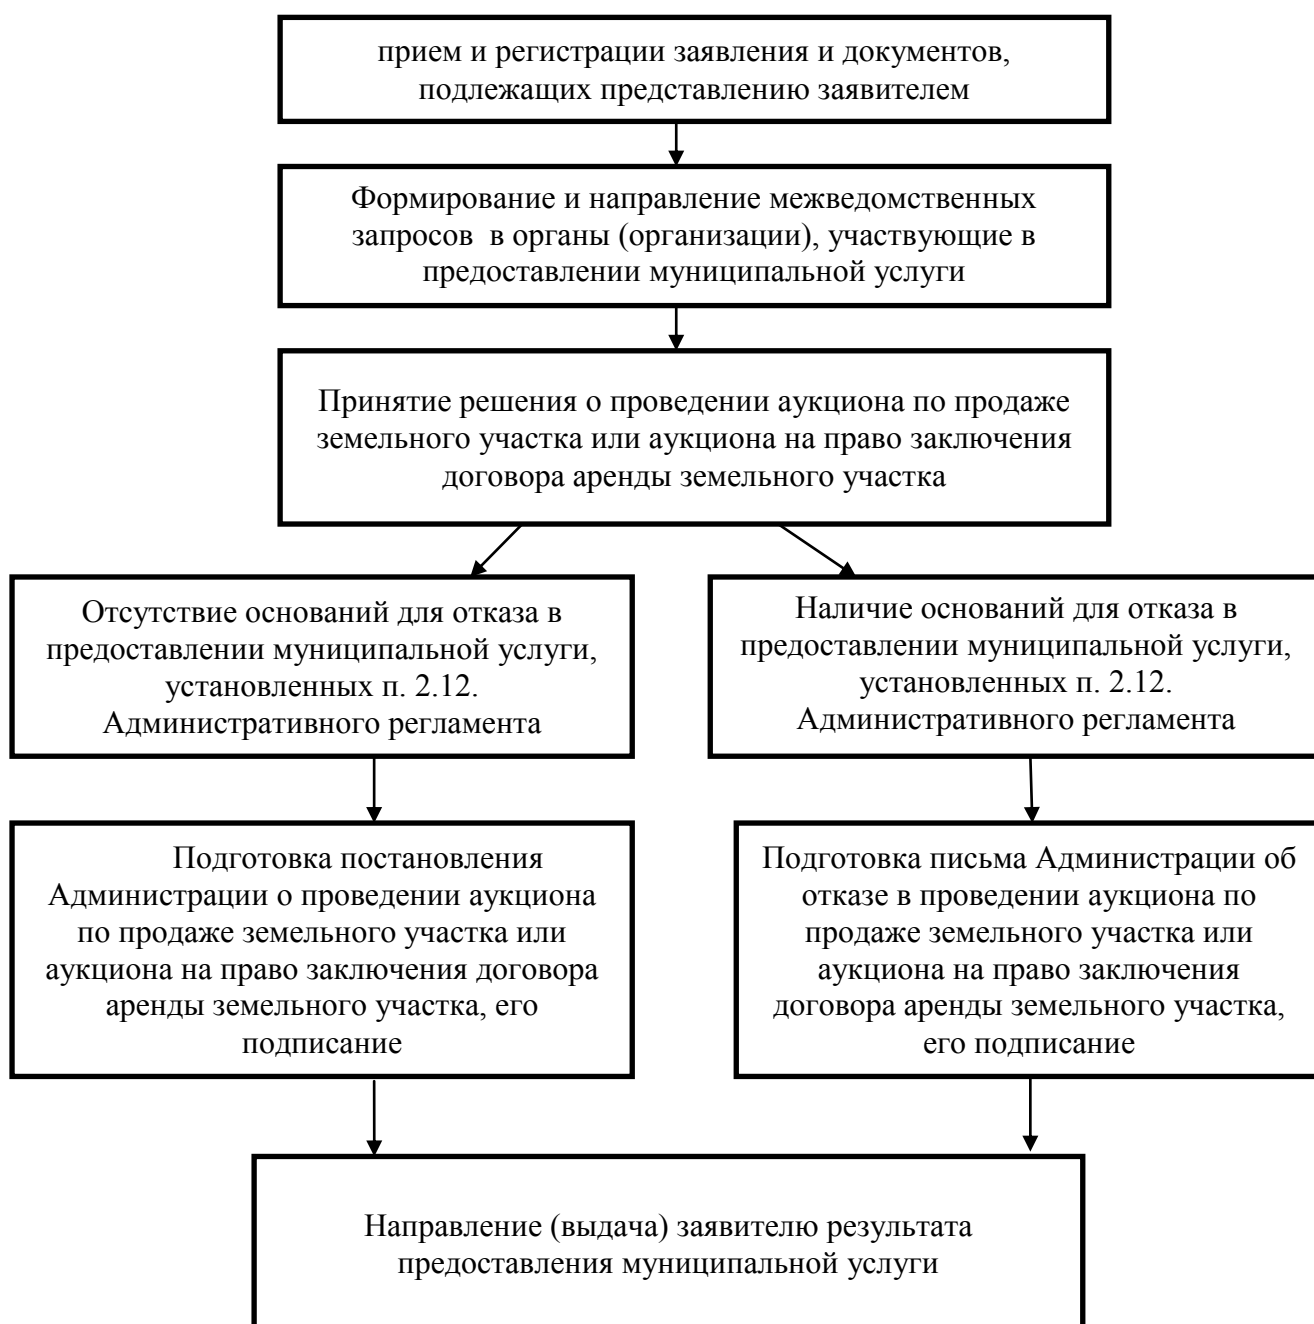 прием и регистрации заявления и документов,
подлежащих представлению заявителем
Формирование и направление межведомственных
запросов в органы (организации), участвующие в
предоставлении муниципальной услуги
Принятие решения о проведении аукциона по продаже
земельного участка или аукциона на право заключения
договора аренды земельного участка
Отсутствие оснований для отказа в
предоставлении муниципальной услуги,
установленных п. 2.12.
Административного регламента
Наличие оснований для отказа в
предоставлении муниципальной услуги,
установленных п. 2.12.
Административного регламента
Подготовка постановления
Администрации о проведении аукциона
по продаже земельного участка или
аукциона на право заключения договора
аренды земельного участка, его
подписание
Подготовка письма Администрации об
отказе в проведении аукциона по
продаже земельного участка или
аукциона на право заключения
договора аренды земельного участка,
его подписание
Направление (выдача) заявителю результата
предоставления муниципальной услуги